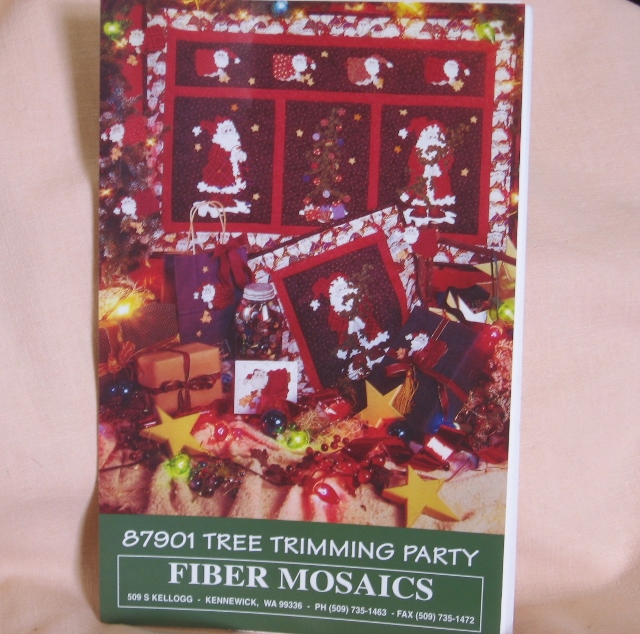 87901 TREE TRIMMING PARTY
FIBER MOSAICS
509 S KELLOGG - KENNEWICK, WA 99336 - PH (509) 735-1463 - FAX (509) 735-1472